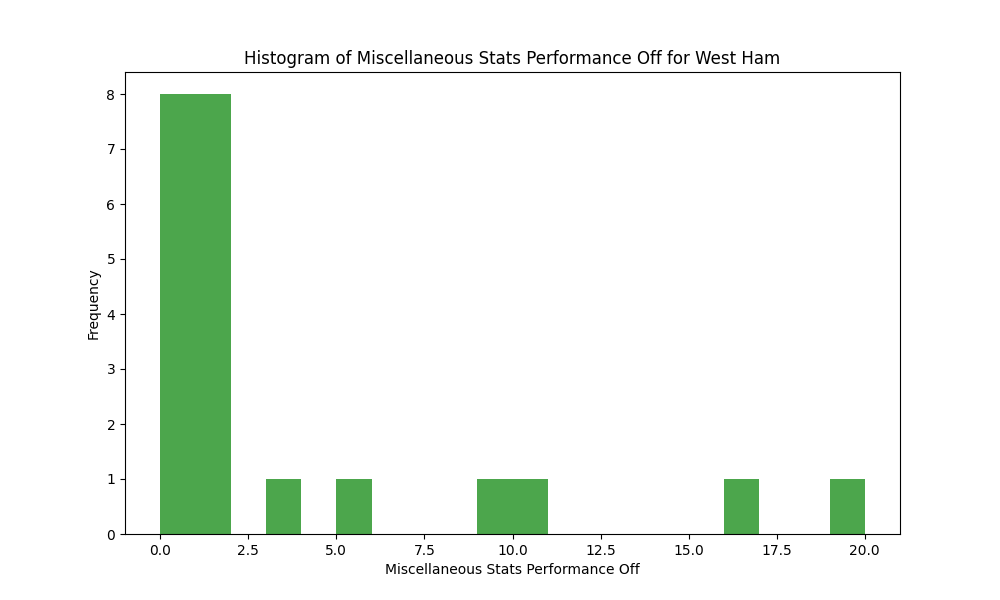 Histogram of Miscellaneous Stats Performance Off for West Ham
8
7
6
5
4
3
2
1
0
Frequency
0.0 2.5 5.0 7.5 10.0 12.5 15.0 17.5 20.0
Miscellaneous Stats Performance Off